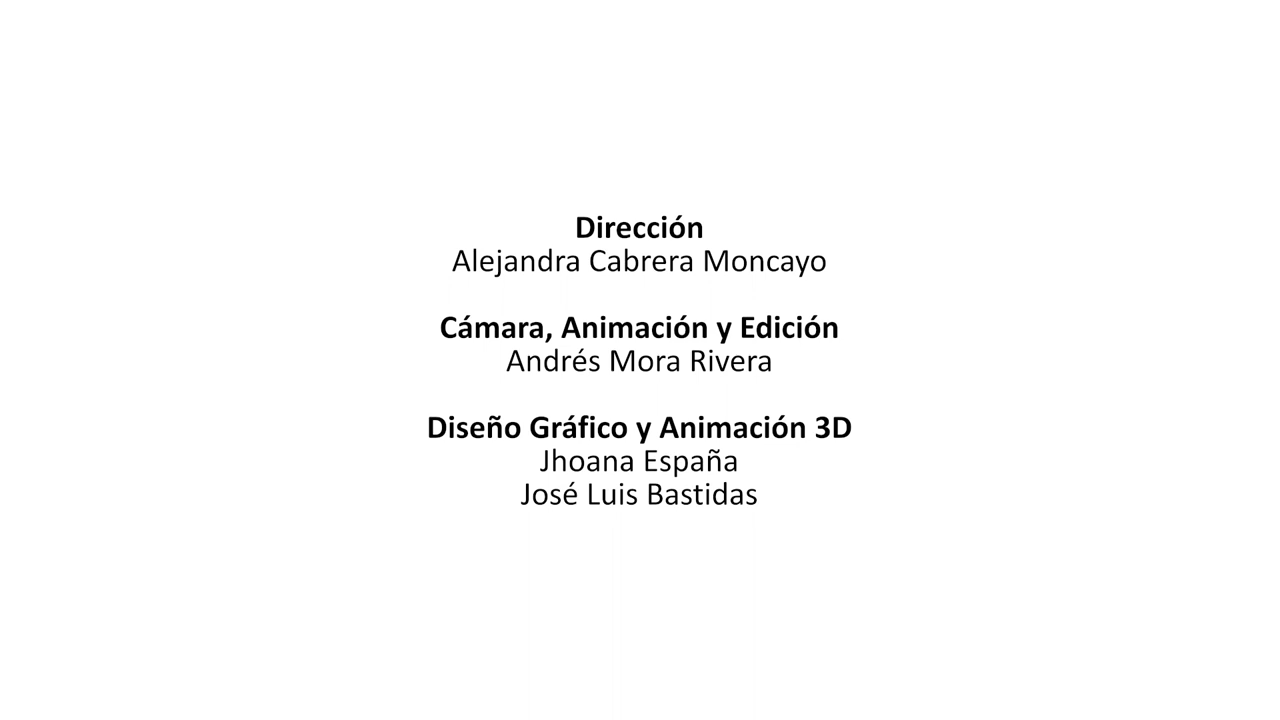 Dirección
Alejandra Cabrera Moncayo
Cámara, Animación y Edición
Andrés Mora Rivera
Diseño Gráfico y Animación 3D
Jhoana España
José Luis Bastidas